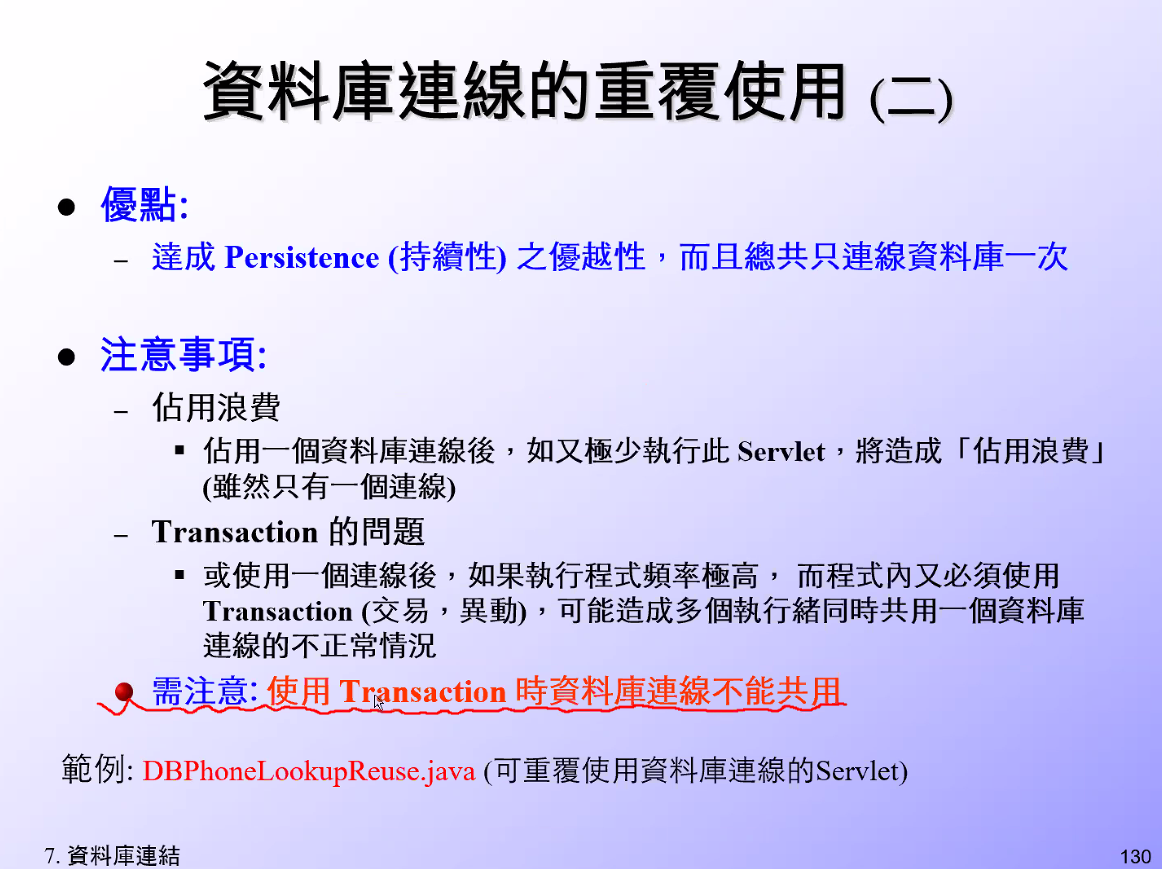 資料庫連線的重覆使用 (二)
優點:
– 達成 Persistence (持續性) 之優越性，而且總共只連線資料庫一次
注意事項:
– 佔用浪費
佔用一個資料庫連線後，如又極少執行此 Servlet，將造成「佔用浪費」
(雖然只有一個連線)
– Transaction 的問題
或使用一個連線後，如果執行程式頻率極高， 而程式內又必須使用
Transaction (交易，異動)，可能造成多個執行緒同時共用一個資料庫
連線的不正常情況
需注意: 使用 Transaction 時資料庫連線不能共用
範例: DBPhoneLookupReuse.java (可重覆使用資料庫連線的Servlet)
7. 資料庫連結
130